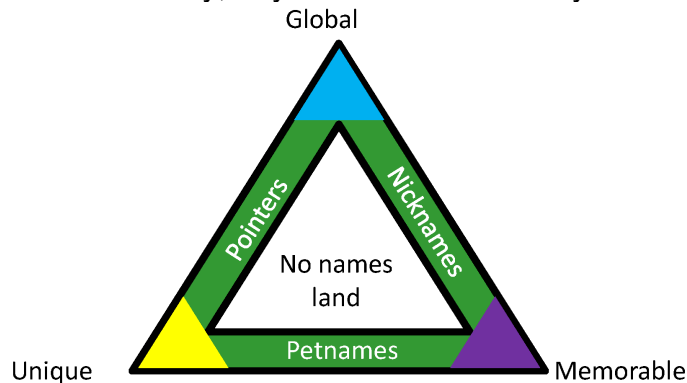 Global
Pointers
Nicknames
No names
land
Petnames
Unique
Memorable